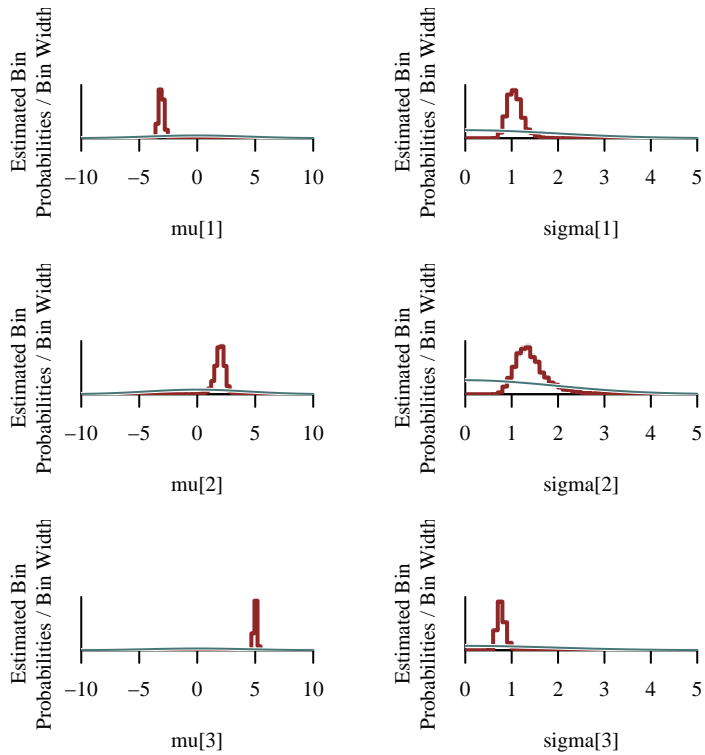 Estimated Bin
Probabilities / Bin Width
−10 −5 0 5 10
mu[1]
Estimated Bin
Probabilities / Bin Width
0 1 2 3 4 5
sigma[1]
Estimated Bin
Probabilities / Bin Width
−10 −5 0 5 10
mu[2]
Estimated Bin
Probabilities / Bin Width
0 1 2 3 4 5
sigma[2]
Estimated Bin
Probabilities / Bin Width
−10 −5 0 5 10
mu[3]
Estimated Bin
Probabilities / Bin Width
0 1 2 3 4 5
sigma[3]